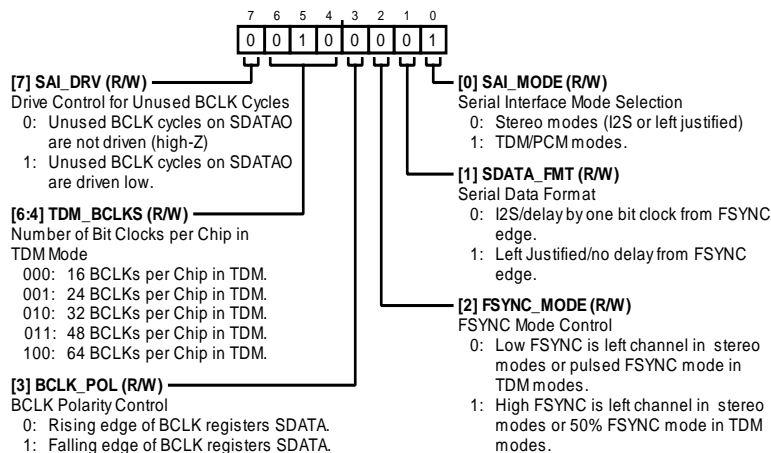 7 6 5 4 3 2 1 0
0 0 1 0 0 0 0 1
[7] SAI_DRV (R/W)
Drive Control for Unused BCLK Cycles
0: Unused BCLK cycles on SDATAO
are not driven (high-Z)
1: Unused BCLK cycles on SDATAO
are driven low.
[6:4] TDM_BCLKS (R/W)
Number of Bit Clocks per Chip in
TDM Mode
000: 16 BCLKs per Chip in TDM.
001: 24 BCLKs per Chip in TDM.
010: 32 BCLKs per Chip in TDM.
011: 48 BCLKs per Chip in TDM.
100: 64 BCLKs per Chip in TDM.
[3] BCLK_POL (R/W)
BCLK Polarity Control
0: Rising edge of BCLK registers SDATA.
1: Falling edge of BCLK registers SDATA.
[0] SAI_MODE (R/W)
Serial Interface Mode Selection
0: Stereo modes (I2S or left justified)
1: TDM/PCM modes.
[1] SDATA_FMT (R/W)
Serial Data Format
0: I2S/delay by one bit clock from FSYNC
edge.
1: Left Justified/no delay from FSYNC
edge.
[2] FSYNC_MODE (R/W)
FSYNC Mode Control
0: Low FSYNC is left channel in stereo
modes or pulsed FSYNC mode in
TDM modes.
1: High FSYNC is left channel in stereo
modes or 50% FSYNC mode in TDM
modes.